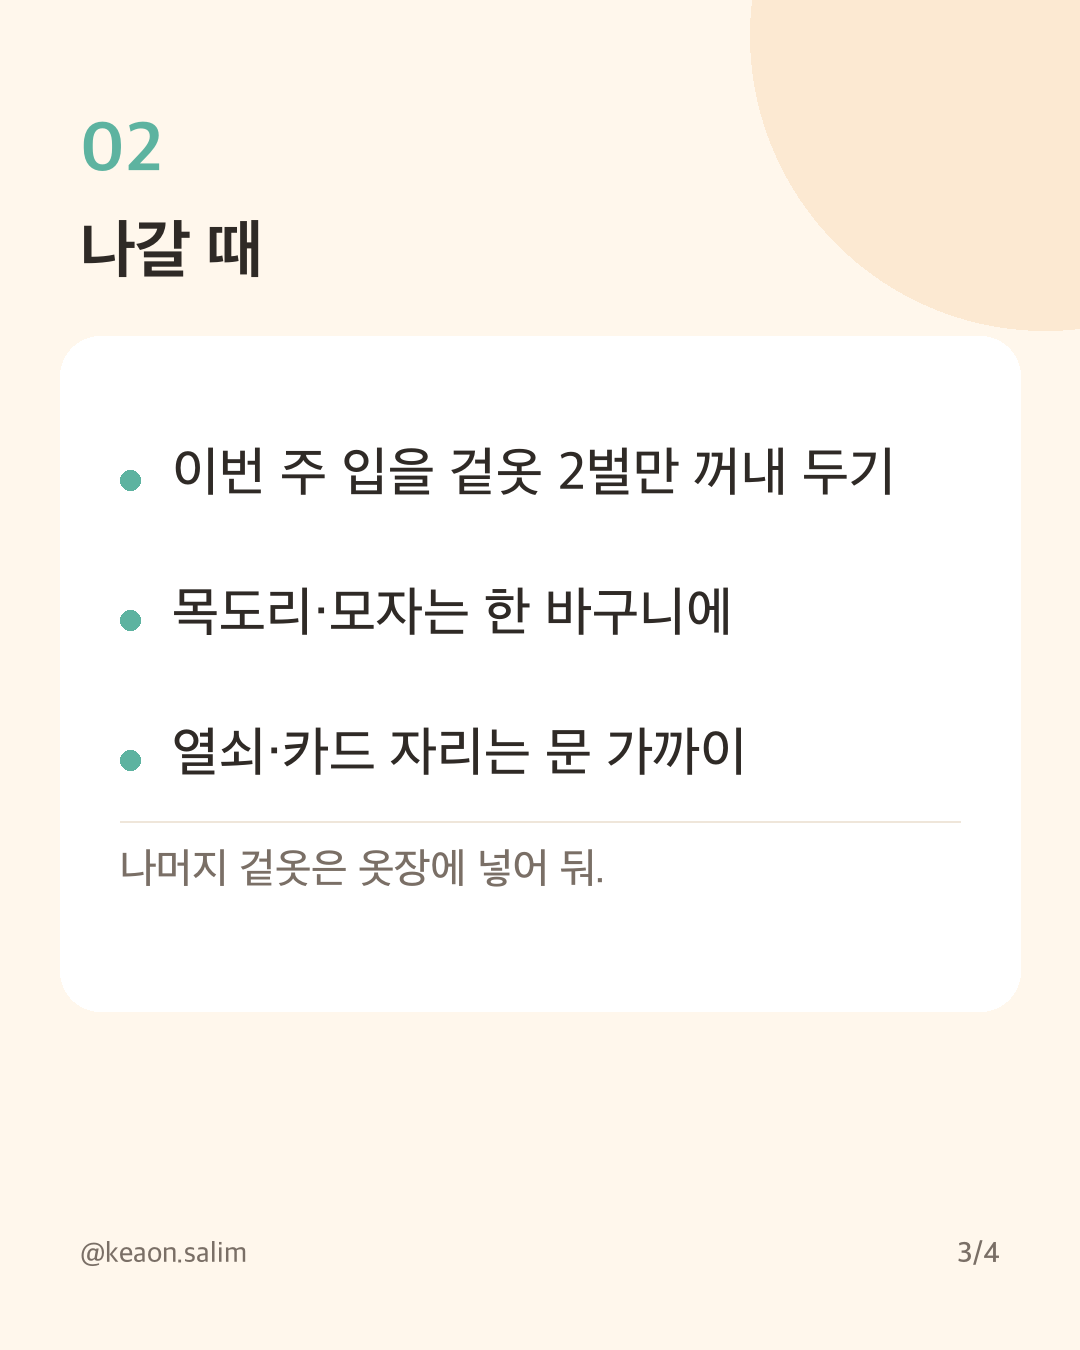 02
나갈 때
이번 주 입을 겉옷 2벌만 꺼내 두기
목도리·모자는 한 바구니에
열쇠·카드 자리는 문 가까이
나머지 겉옷은 옷장에 넣어 둬.
@keaon.salim
3/4